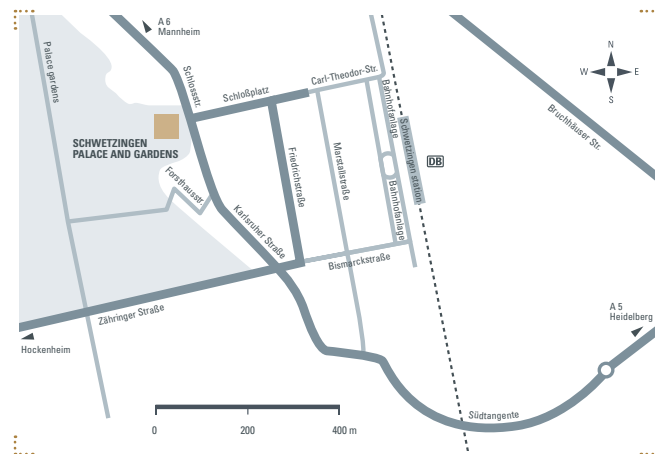 A 6
Mannheim
Palace gardens
Schlossstr.
Schloßplatz
Carl-Theodor-Str.
N
W
E
S
Bahnhofanlage
Schwetzingen station
Bruchhäuser Str.
SCHWETZINGEN
PALACE AND GARDENS
DB
Friedrichstraße
Marstallstraße
Forsthausstr.
Bahnhofanlage
Karlsruher Straße
Bismarckstraße
Zähringer Straße
A 5
Heidelberg
Hockenheim
Südtangente
0
200
400 m